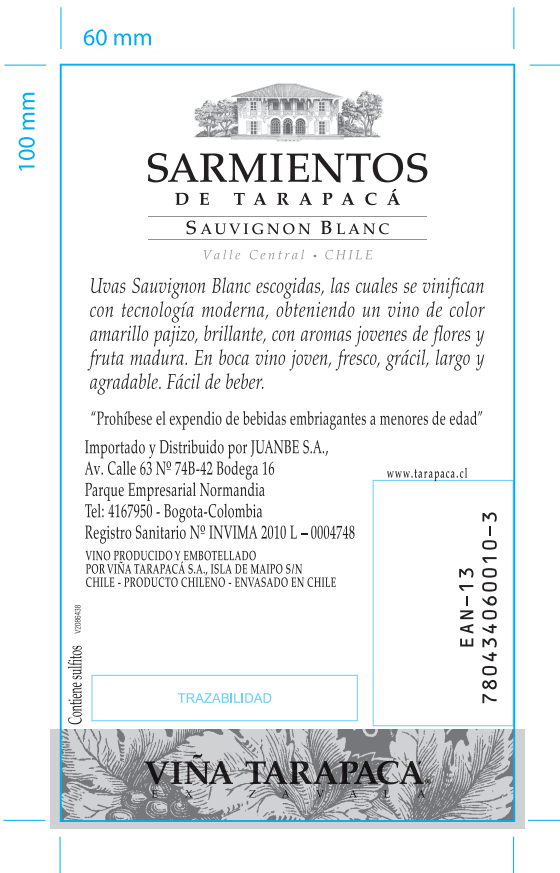 60 mm
100 mm
SARMIENTOS
DE TARAPACÁ
SAUVIGNON BLANC
Valle Central • CHILE
Uvas Sauvignon Blanc escogidas, las cuales se vinifican
con tecnología moderna, obteniendo un vino de color
amarillo pajizo, brillante, con aromas jovenes de flores y
fruta madura. En boca vino joven, fresco, grácil, largo y
agradable. Fácil de beber.
“Prohíbese el expendio de bebidas embriagantes a menores de edad”
Importado y Distribuido por JUANBE S.A.,
Av. Calle 63 Nº 74B-42 Bodega 16
Parque Empresarial Normandia
Tel: 4167950 - Bogota-Colombia
Registro Sanitario Nº INVIMA 2010 L – 0004748
www.tarapaca.cl
VINO PRODUCIDO Y EMBOTELLADO
POR VIÑA TARAPACÁ S.A., ISLA DE MAIPO S/N
CHILE - PRODUCTO CHILENO - ENVASADO EN CHILE
EAN-13
780434060010-3
Contiene sulfitos
V2086438
TRAZABILIDAD
VIÑA TARAPACÁ
EX ZAVALA